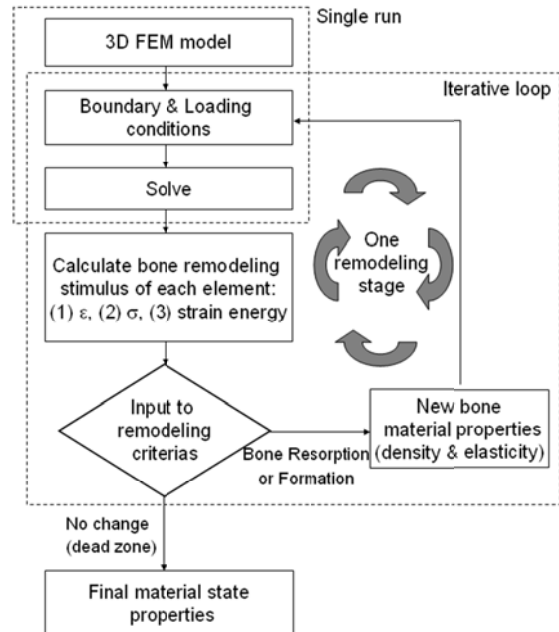 Single run
3D FEM model
Iterative loop
Boundary & Loading
conditions
Solve
Calculate bone remodeling
stimulus of each element:
(1) ε, (2) σ, (3) strain energy
One
remodeling
stage
Input to
remodeling
criterias
Bone Resorption
or Formation
New bone
material properties
(density & elasticity)
No change
(dead zone)
Final material state
properties